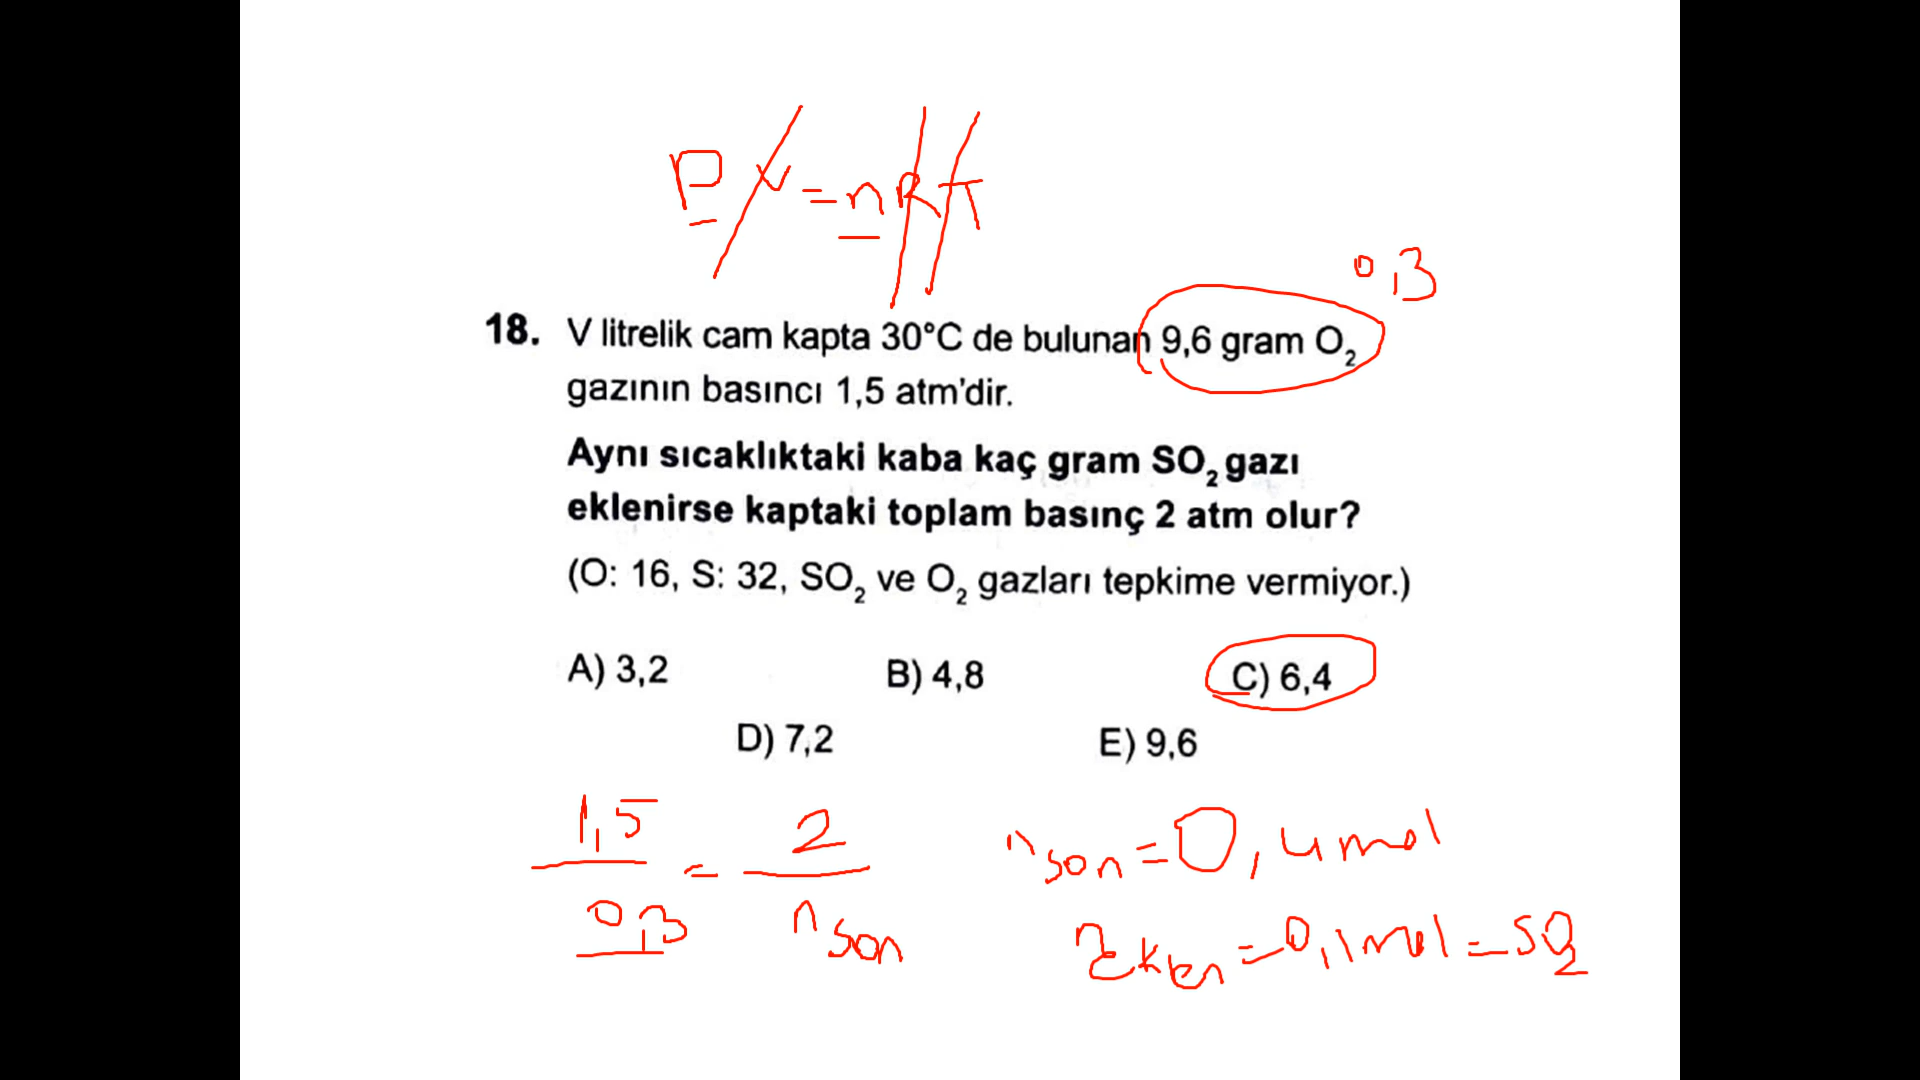 PV = nRT
0,3
18. V litrelik cam kapta 30°C de bulunan 9,6 gram O₂
gazının basıncı 1,5 atm'dir.
Aynı sıcaklıktaki kaba kaç gram SO₂ gazı
eklenirse kaptaki toplam basınç 2 atm olur?
(O: 16, S: 32, SO₂ ve O₂ gazları tepkime vermiyor.)
A) 3,2 B) 4,8 C) 6,4
D) 7,2 E) 9,6
1,5 / 0,3 = 2 / n son
n son = 0,4 mol
= 0,1 mol = SO₂